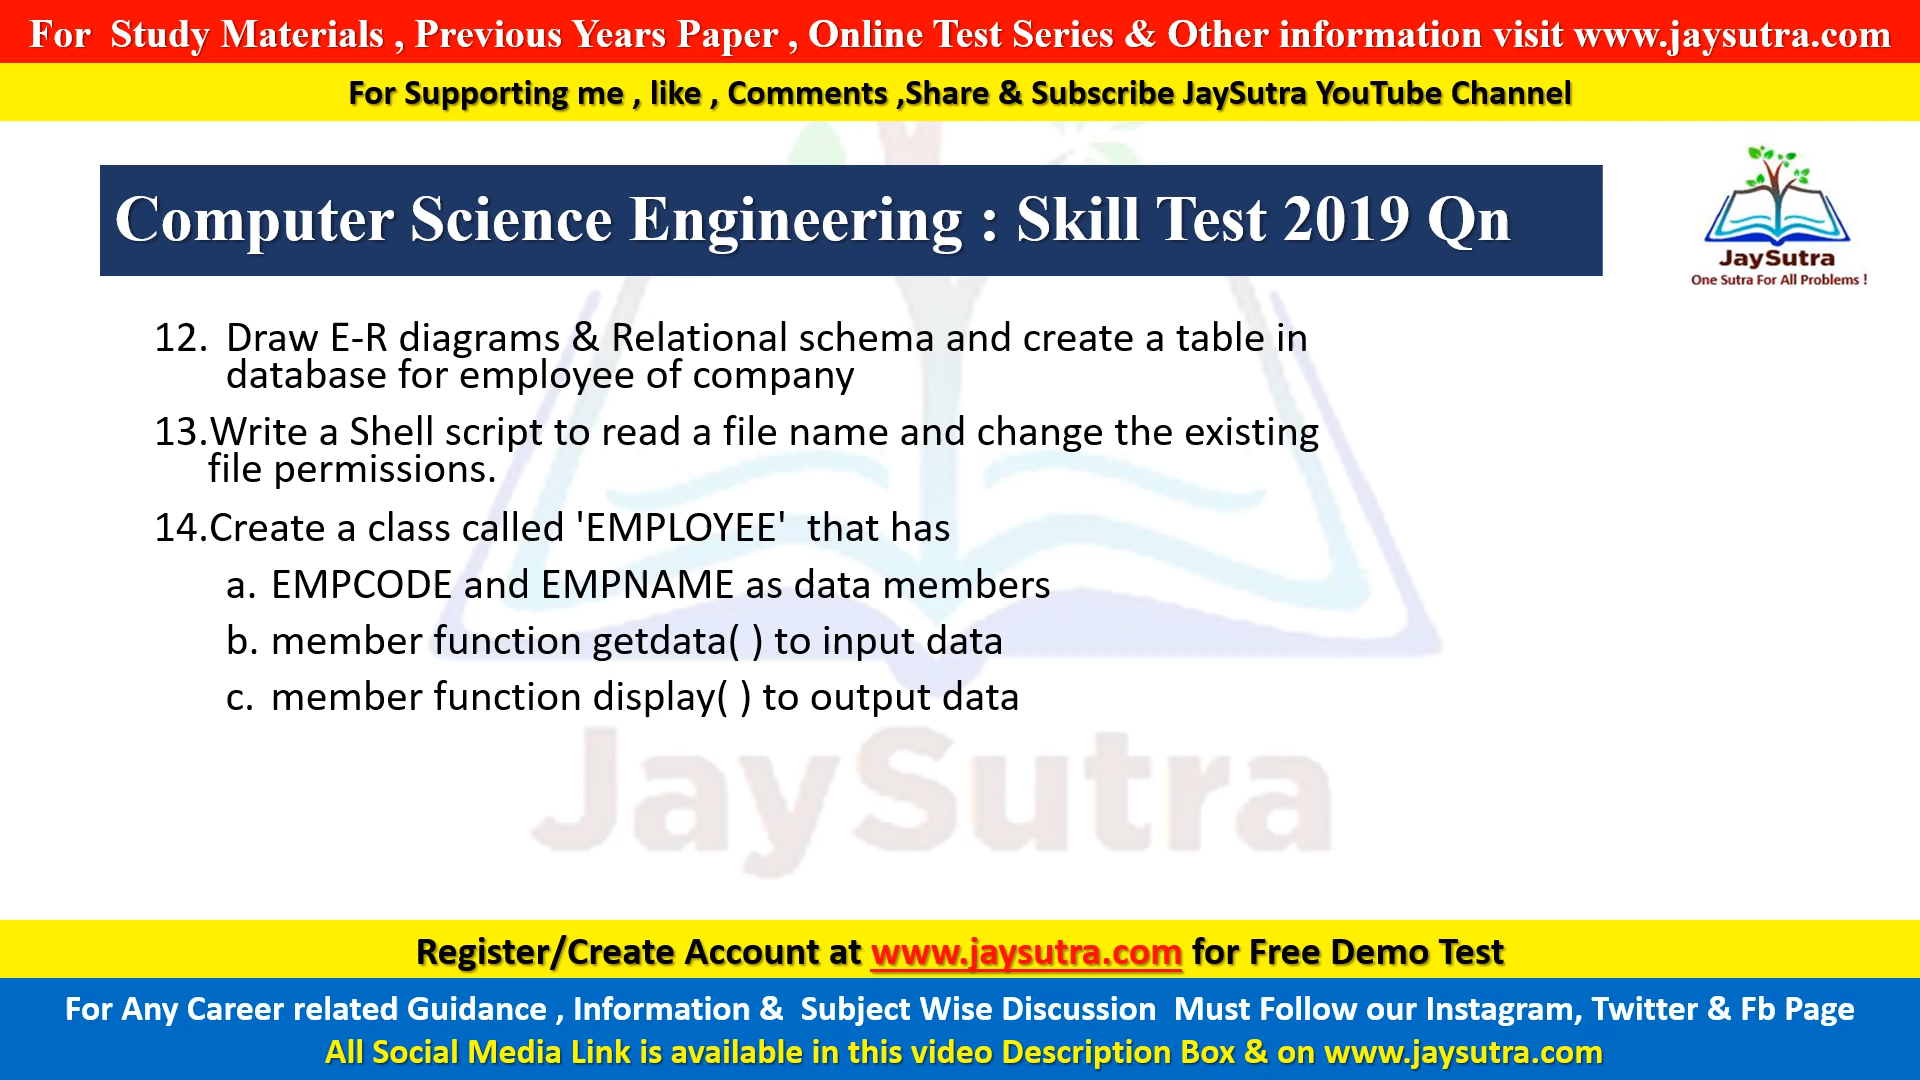 For Study Materials , Previous Years Paper , Online Test Series & Other information visit www.jaysutra.com
For Supporting me , like , Comments ,Share & Subscribe JaySutra YouTube Channel
Computer Science Engineering : Skill Test 2019 Qn
JaySutra
One Sutra For All Problems !
12. Draw E-R diagrams & Relational schema and create a table in
database for employee of company
13.Write a Shell script to read a file name and change the existing
file permissions.
14.Create a class called 'EMPLOYEE' that has
a. EMPCODE and EMPNAME as data members
b. member function getdata( ) to input data
c. member function display( ) to output data
JaySutra
Register/Create Account at www.jaysutra.com for Free Demo Test
For Any Career related Guidance , Information & Subject Wise Discussion Must Follow our Instagram, Twitter & Fb Page
All Social Media Link is available in this video Description Box & on www.jaysutra.com